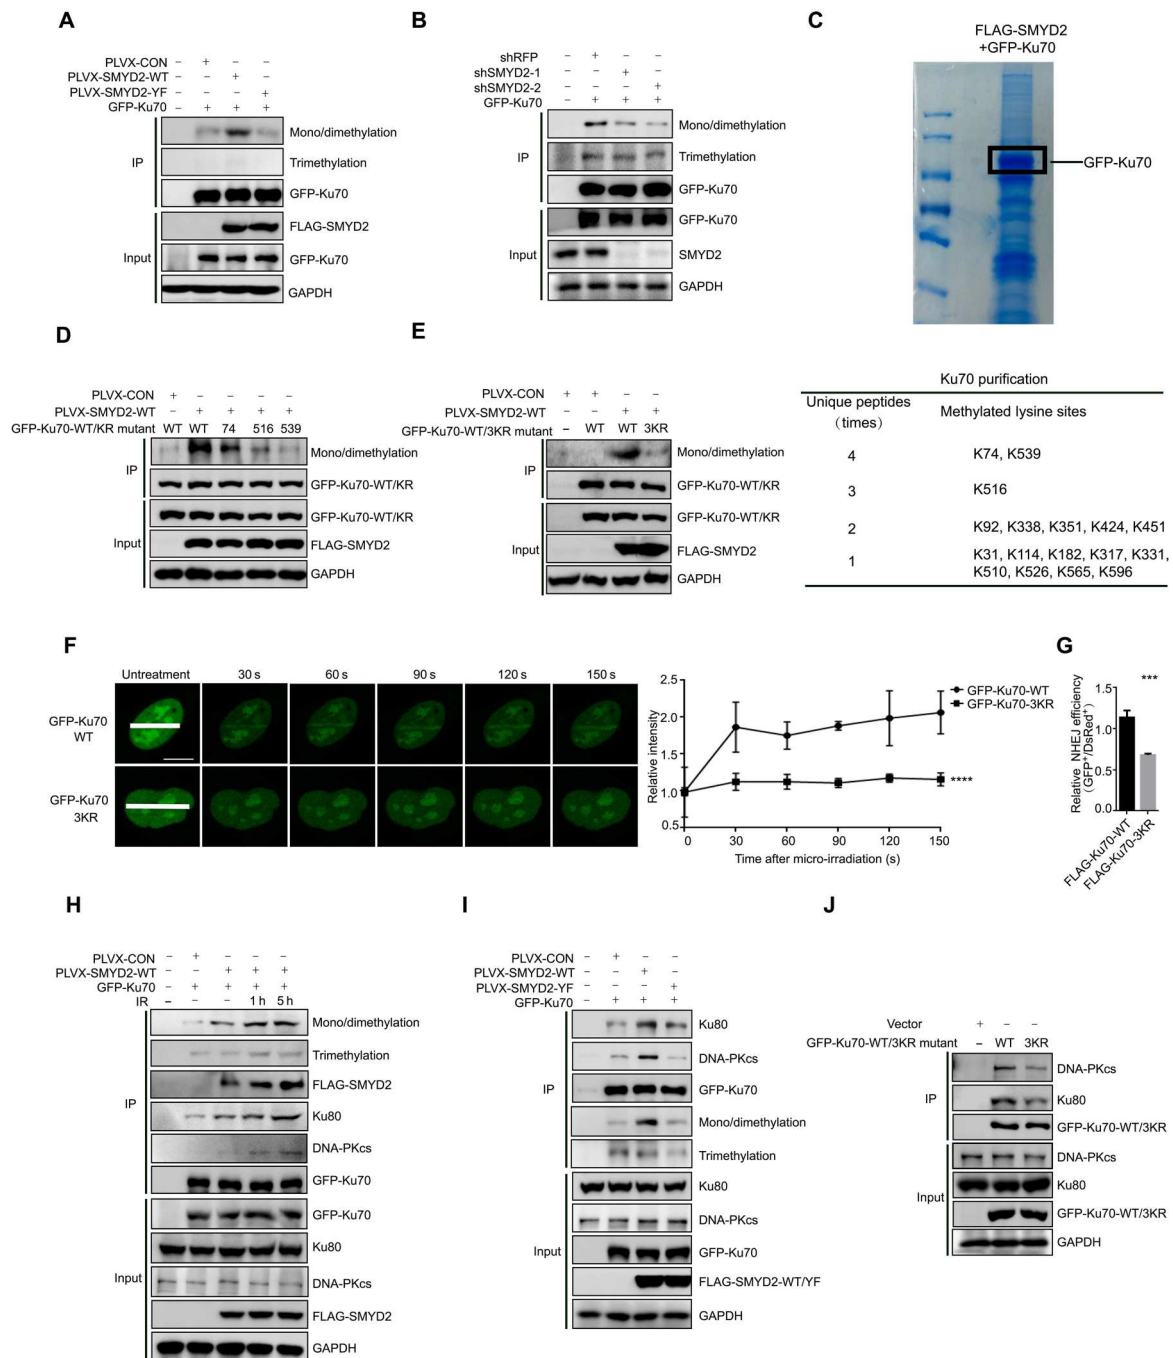 A
PLVX-CON – + – –
PLVX-SMYD2-WT – – + –
PLVX-SMYD2-YF – – – +
GFP-Ku70 – + + +
IP
Mono/dimethylation
Trimethylation
GFP-Ku70
Input
FLAG-SMYD2
GFP-Ku70
GAPDH
B
shRFP – + – –
shSMYD2-1 – – + –
shSMYD2-2 – – – +
GFP-Ku70 – + + +
IP
Mono/dimethylation
Trimethylation
GFP-Ku70
Input
GFP-Ku70
SMYD2
GAPDH
C
FLAG-SMYD2
+GFP-Ku70
GFP-Ku70
D
PLVX-CON + – – – –
PLVX-SMYD2-WT – + + + +
GFP-Ku70-WT/KR mutant WT WT 74 516 539
IP
Mono/dimethylation
GFP-Ku70-WT/KR
Input
GFP-Ku70-WT/KR
FLAG-SMYD2
GAPDH
E
PLVX-CON + + – –
PLVX-SMYD2-WT – – + +
GFP-Ku70-WT/3KR mutant – WT WT 3KR
IP
Mono/dimethylation
GFP-Ku70-WT/KR
Input
GFP-Ku70-WT/KR
FLAG-SMYD2
GAPDH
Ku70 purification
Unique peptides (times) Methylated lysine sites
4 K74, K539
3 K516
2 K92, K338, K351, K424, K451
1 K31, K114, K182, K317, K331,
K510, K526, K565, K596
F
Untreatment 30 s 60 s 90 s 120 s 150 s
GFP-Ku70
WT
GFP-Ku70
3KR
Relative intensity
2.5
2.0
1.5
1.0
0.5
0 30 60 90 120 150
Time after micro-irradiation (s)
GFP-Ku70-WT
GFP-Ku70-3KR
****
G
Relative NHEJ efficiency
(GFP+/DsRed+)
1.5
1.0
0.5
0.0
***
FLAG-Ku70-WT
FLAG-Ku70-3KR
H
PLVX-CON – + – – –
PLVX-SMYD2-WT – – + + +
GFP-Ku70 – + + + +
IR – – – 1 h 5 h
IP
Mono/dimethylation
Trimethylation
FLAG-SMYD2
Ku80
DNA-PKcs
GFP-Ku70
Input
GFP-Ku70
Ku80
DNA-PKcs
FLAG-SMYD2
GAPDH
I
PLVX-CON – + – –
PLVX-SMYD2-WT – – + –
PLVX-SMYD2-YF – – – +
GFP-Ku70 – + + +
IP
Ku80
DNA-PKcs
GFP-Ku70
Mono/dimethylation
Trimethylation
Input
Ku80
DNA-PKcs
GFP-Ku70
FLAG-SMYD2-WT/YF
GAPDH
J
Vector + – –
GFP-Ku70-WT/3KR mutant – WT 3KR
IP
DNA-PKcs
Ku80
GFP-Ku70-WT/3KR
Input
DNA-PKcs
Ku80
GFP-Ku70-WT/3KR
GAPDH